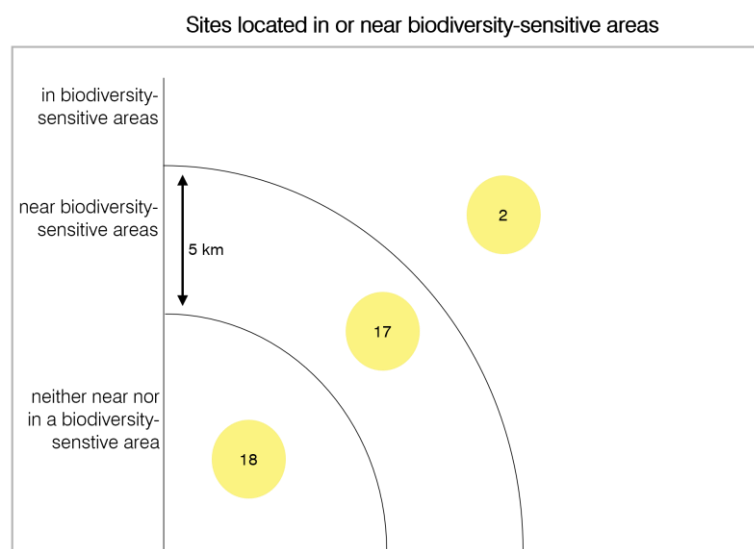 Sites located in or near biodiversity-sensitive areas
in biodiversity-
sensitive areas
near biodiversity-
sensitive areas
5 km
2
17
neither near nor
in a biodiversity-
senstive area
18